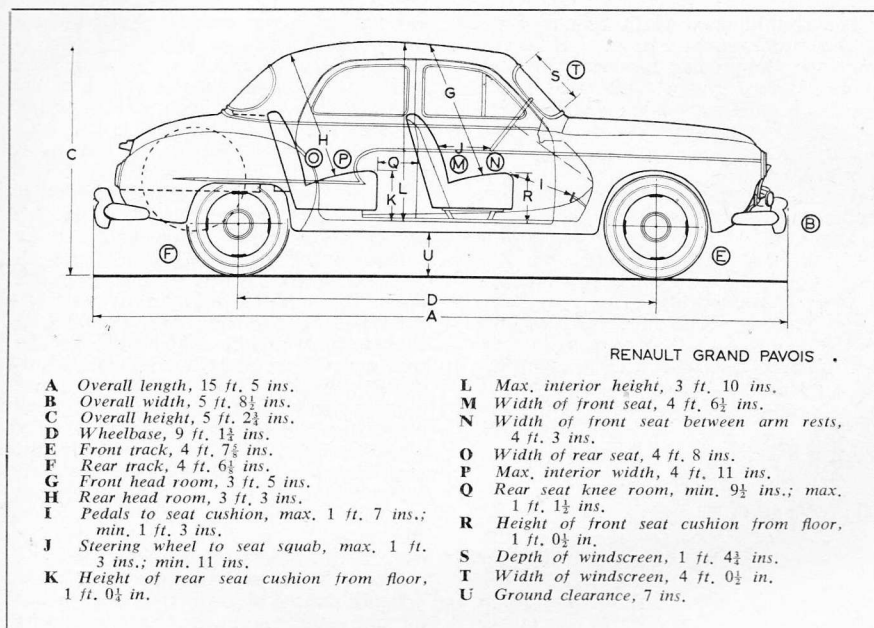 S T
G
C
H J
O P Q M N
L I
K R
B
F U E
D
A
RENAULT GRAND PAVOIS .
A Overall length, 15 ft. 5 ins.
B Overall width, 5 ft. 8½ ins.
C Overall height, 5 ft. 2¾ ins.
D Wheelbase, 9 ft. 1¾ ins.
E Front track, 4 ft. 7⅝ ins.
F Rear track, 4 ft. 6⅛ ins.
G Front head room, 3 ft. 5 ins.
H Rear head room, 3 ft. 3 ins.
I Pedals to seat cushion, max. 1 ft. 7 ins.;
min. 1 ft. 3 ins.
J Steering wheel to seat squab, max. 1 ft.
3 ins.; min. 11 ins.
K Height of rear seat cushion from floor,
1 ft. 0¼ in.
L Max. interior height, 3 ft. 10 ins.
M Width of front seat, 4 ft. 6½ ins.
N Width of front seat between arm rests,
4 ft. 3 ins.
O Width of rear seat, 4 ft. 8 ins.
P Max. interior width, 4 ft. 11 ins.
Q Rear seat knee room, min. 9½ ins.; max.
1 ft. 1½ ins.
R Height of front seat cushion from floor,
1 ft. 0½ in.
S Depth of windscreen, 1 ft. 4¾ ins.
T Width of windscreen, 4 ft. 0½ in.
U Ground clearance, 7 ins.